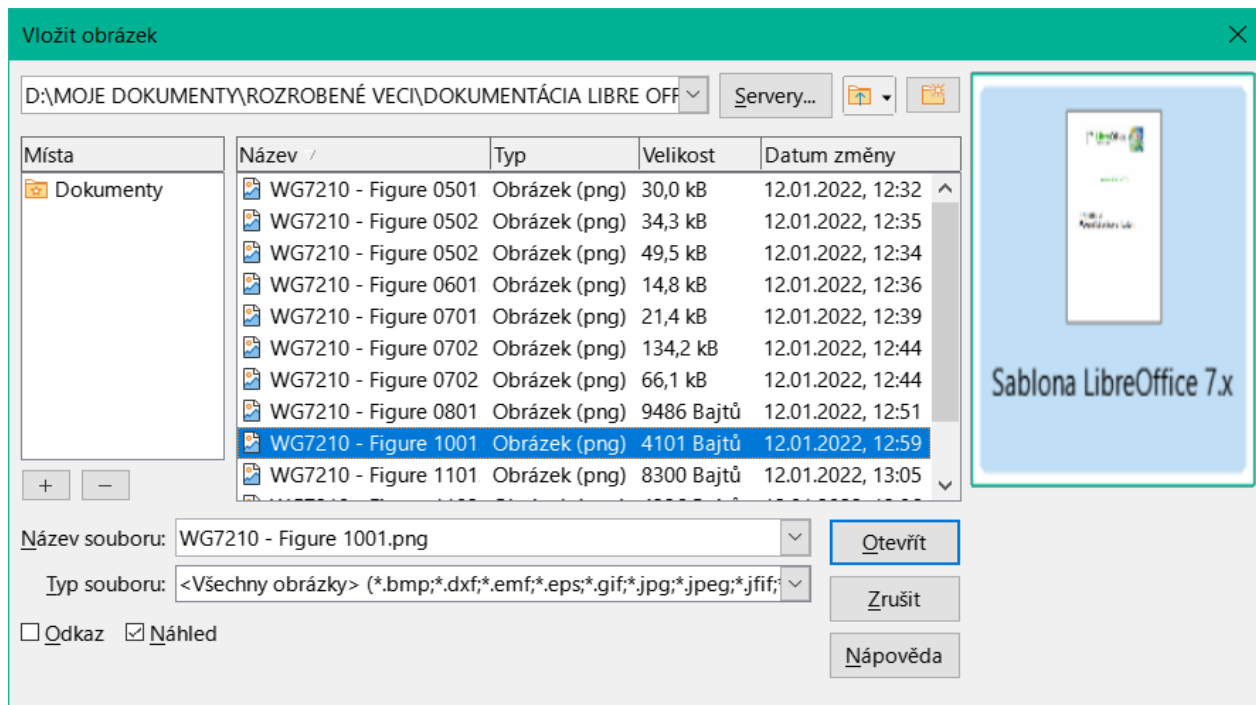 Vložit obrázek
D:\MOJE DOKUMENTY\ROZROBENÉ VECI\DOKUMENTÁCIA LIBRE OFF
Servery...
Místa
Dokumenty
Název Typ Velikost Datum změny
WG7210 - Figure 0501. Obrázek (png) 30,0 kB 12.01.2022, 12:32
WG7210 - Figure 0502 Obrázek (png) 34,3 kB 12.01.2022, 12:35
WG7210 - Figure 0502 Obrázek (png) 49,5 kB 12.01.2022, 12:34
WG7210 - Figure 0601. Obrázek (png) 14,8 kB 12.01.2022, 12:36
WG7210 - Figure 0701. Obrázek (png) 21,4 kB 12.01.2022, 12:39
WG7210 - Figure 0702 Obrázek (png) 134,2 kB 12.01.2022, 12:44
WG7210 - Figure 0702 Obrázek (png) 66,1 kB 12.01.2022, 12:44
WG7210 - Figure 0801. Obrázek (png) 9486 Bajtů 12.01.2022, 12:51
WG7210 - Figure 1001. Obrázek (png) 4101 Bajtů 12.01.2022, 12:59
WG7210 - Figure 1101. Obrázek (png) 8300 Bajtů 12.01.2022, 13:05
Sablona LibreOffice 7.x
Název souboru: WG7210 - Figure 1001.png
Otevřít
Typ souboru: <Všechny obrázky> (*.bmp;*.dxf;*.emf;*.eps;*.gif;*.jpg;*.jpeg;*.jfif;*
Zrušit
Odkaz Náhled
Nápověda